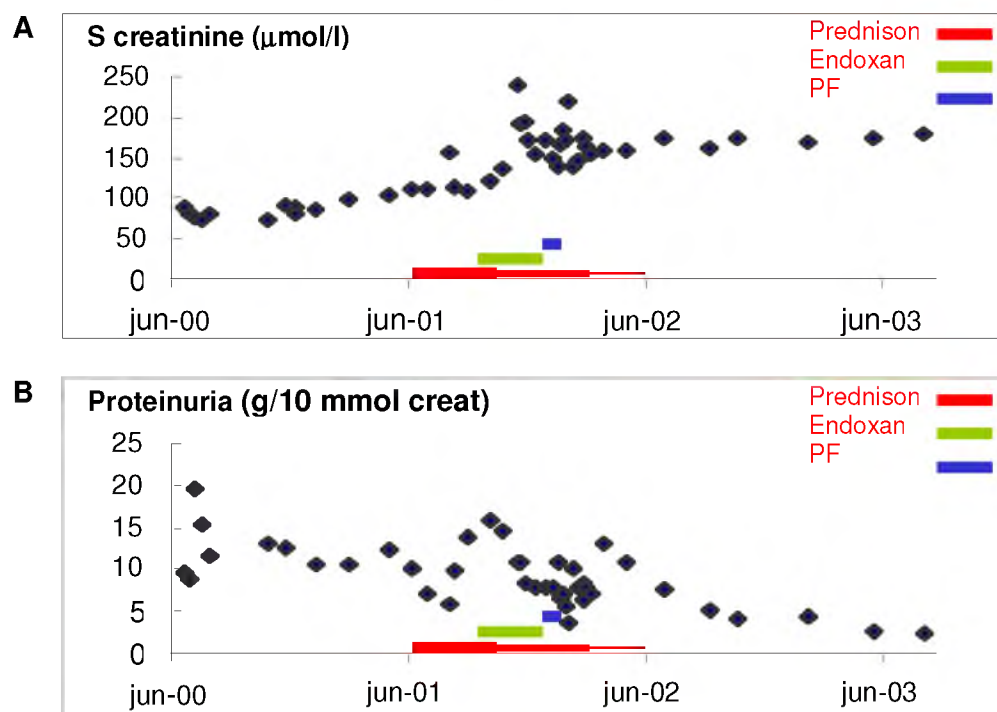 A
S creatinine (μmol/l)
Prednison
Endoxan
PF
250
200
150
100
50
0
jun-00 jun-01 jun-02 jun-03
B
Proteinuria (g/10 mmol creat)
Prednison
Endoxan
PF
25
20
15
10
5
0
jun-00 jun-01 jun-02 jun-03